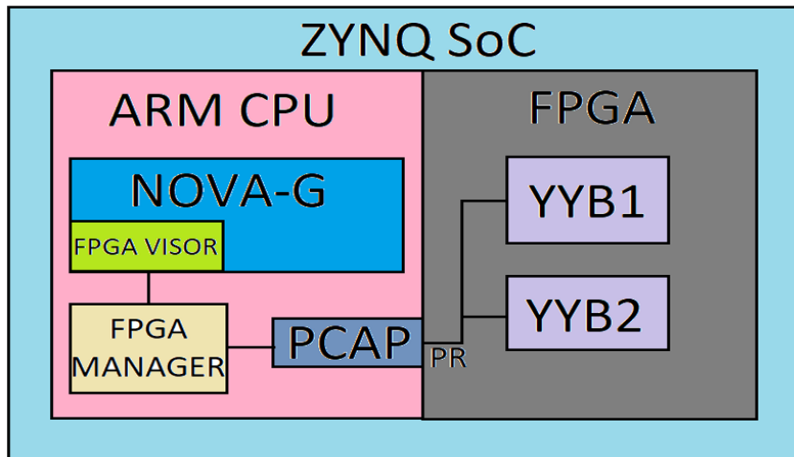 ZYNQ SoC
ARM CPU
FPGA
NOVA-G
FPGA VISOR
FPGA
MANAGER
PCAP
PR
YYB1
YYB2